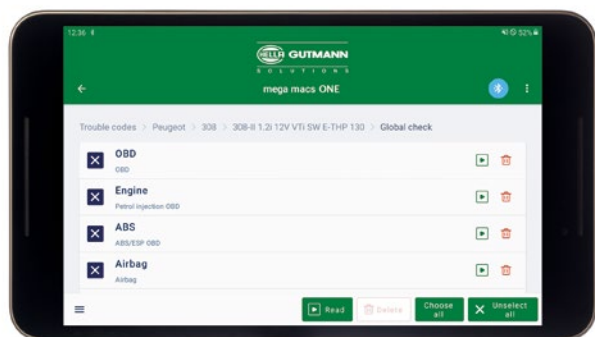 12:36
52%
HELLA GUTMANN
SOLUTIONS
mega macs ONE
Trouble codes > Peugeot > 308 > 308-II 1.2i 12V VTi SW E-THP 130 > Global check
OBD
OBD
Engine
Petrol injection OBD
ABS
ABS/ESP OBD
Airbag
Airbag
Read
Delete
Choose all
Unselect all